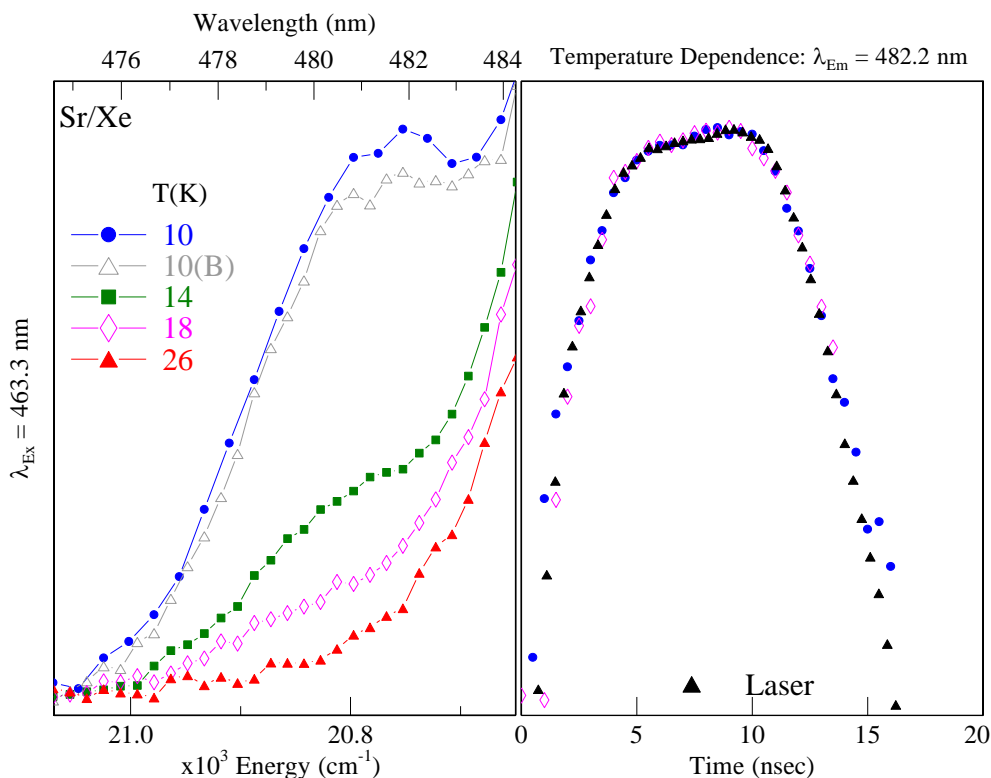 Wavelength (nm)
476 478 480 482 484
Temperature Dependence: λEm = 482.2 nm
Sr/Xe
T(K)
10
10(B)
14
18
26
λEx = 463.3 nm
Laser
21.0 20.8
x10³ Energy (cm⁻¹)
0 5 10 15 20
Time (nsec)